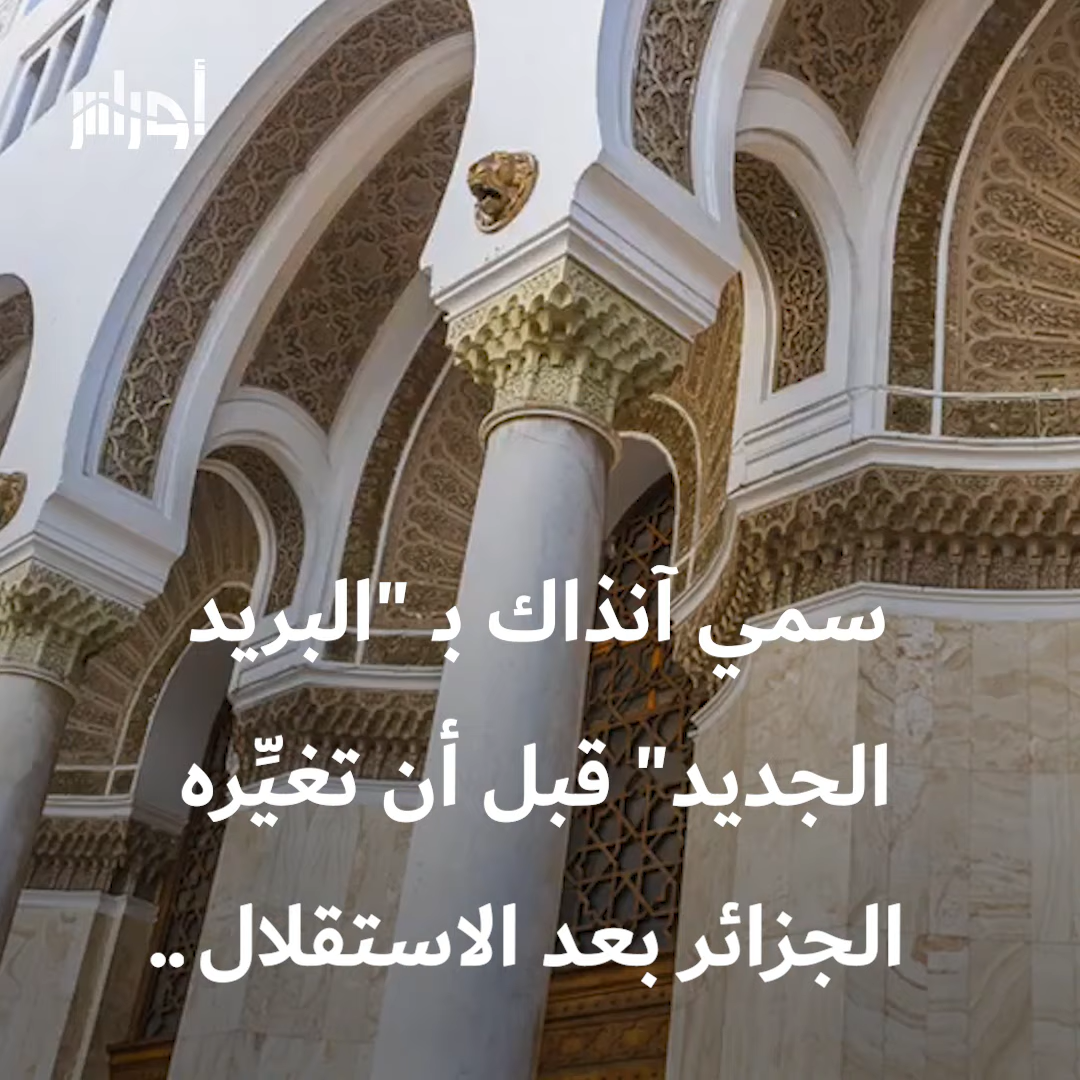 أوراس
سمي آنذاك بـ "البريد
الجديد" قبل أن تغيِّره
الجزائر بعد الاستقلال..